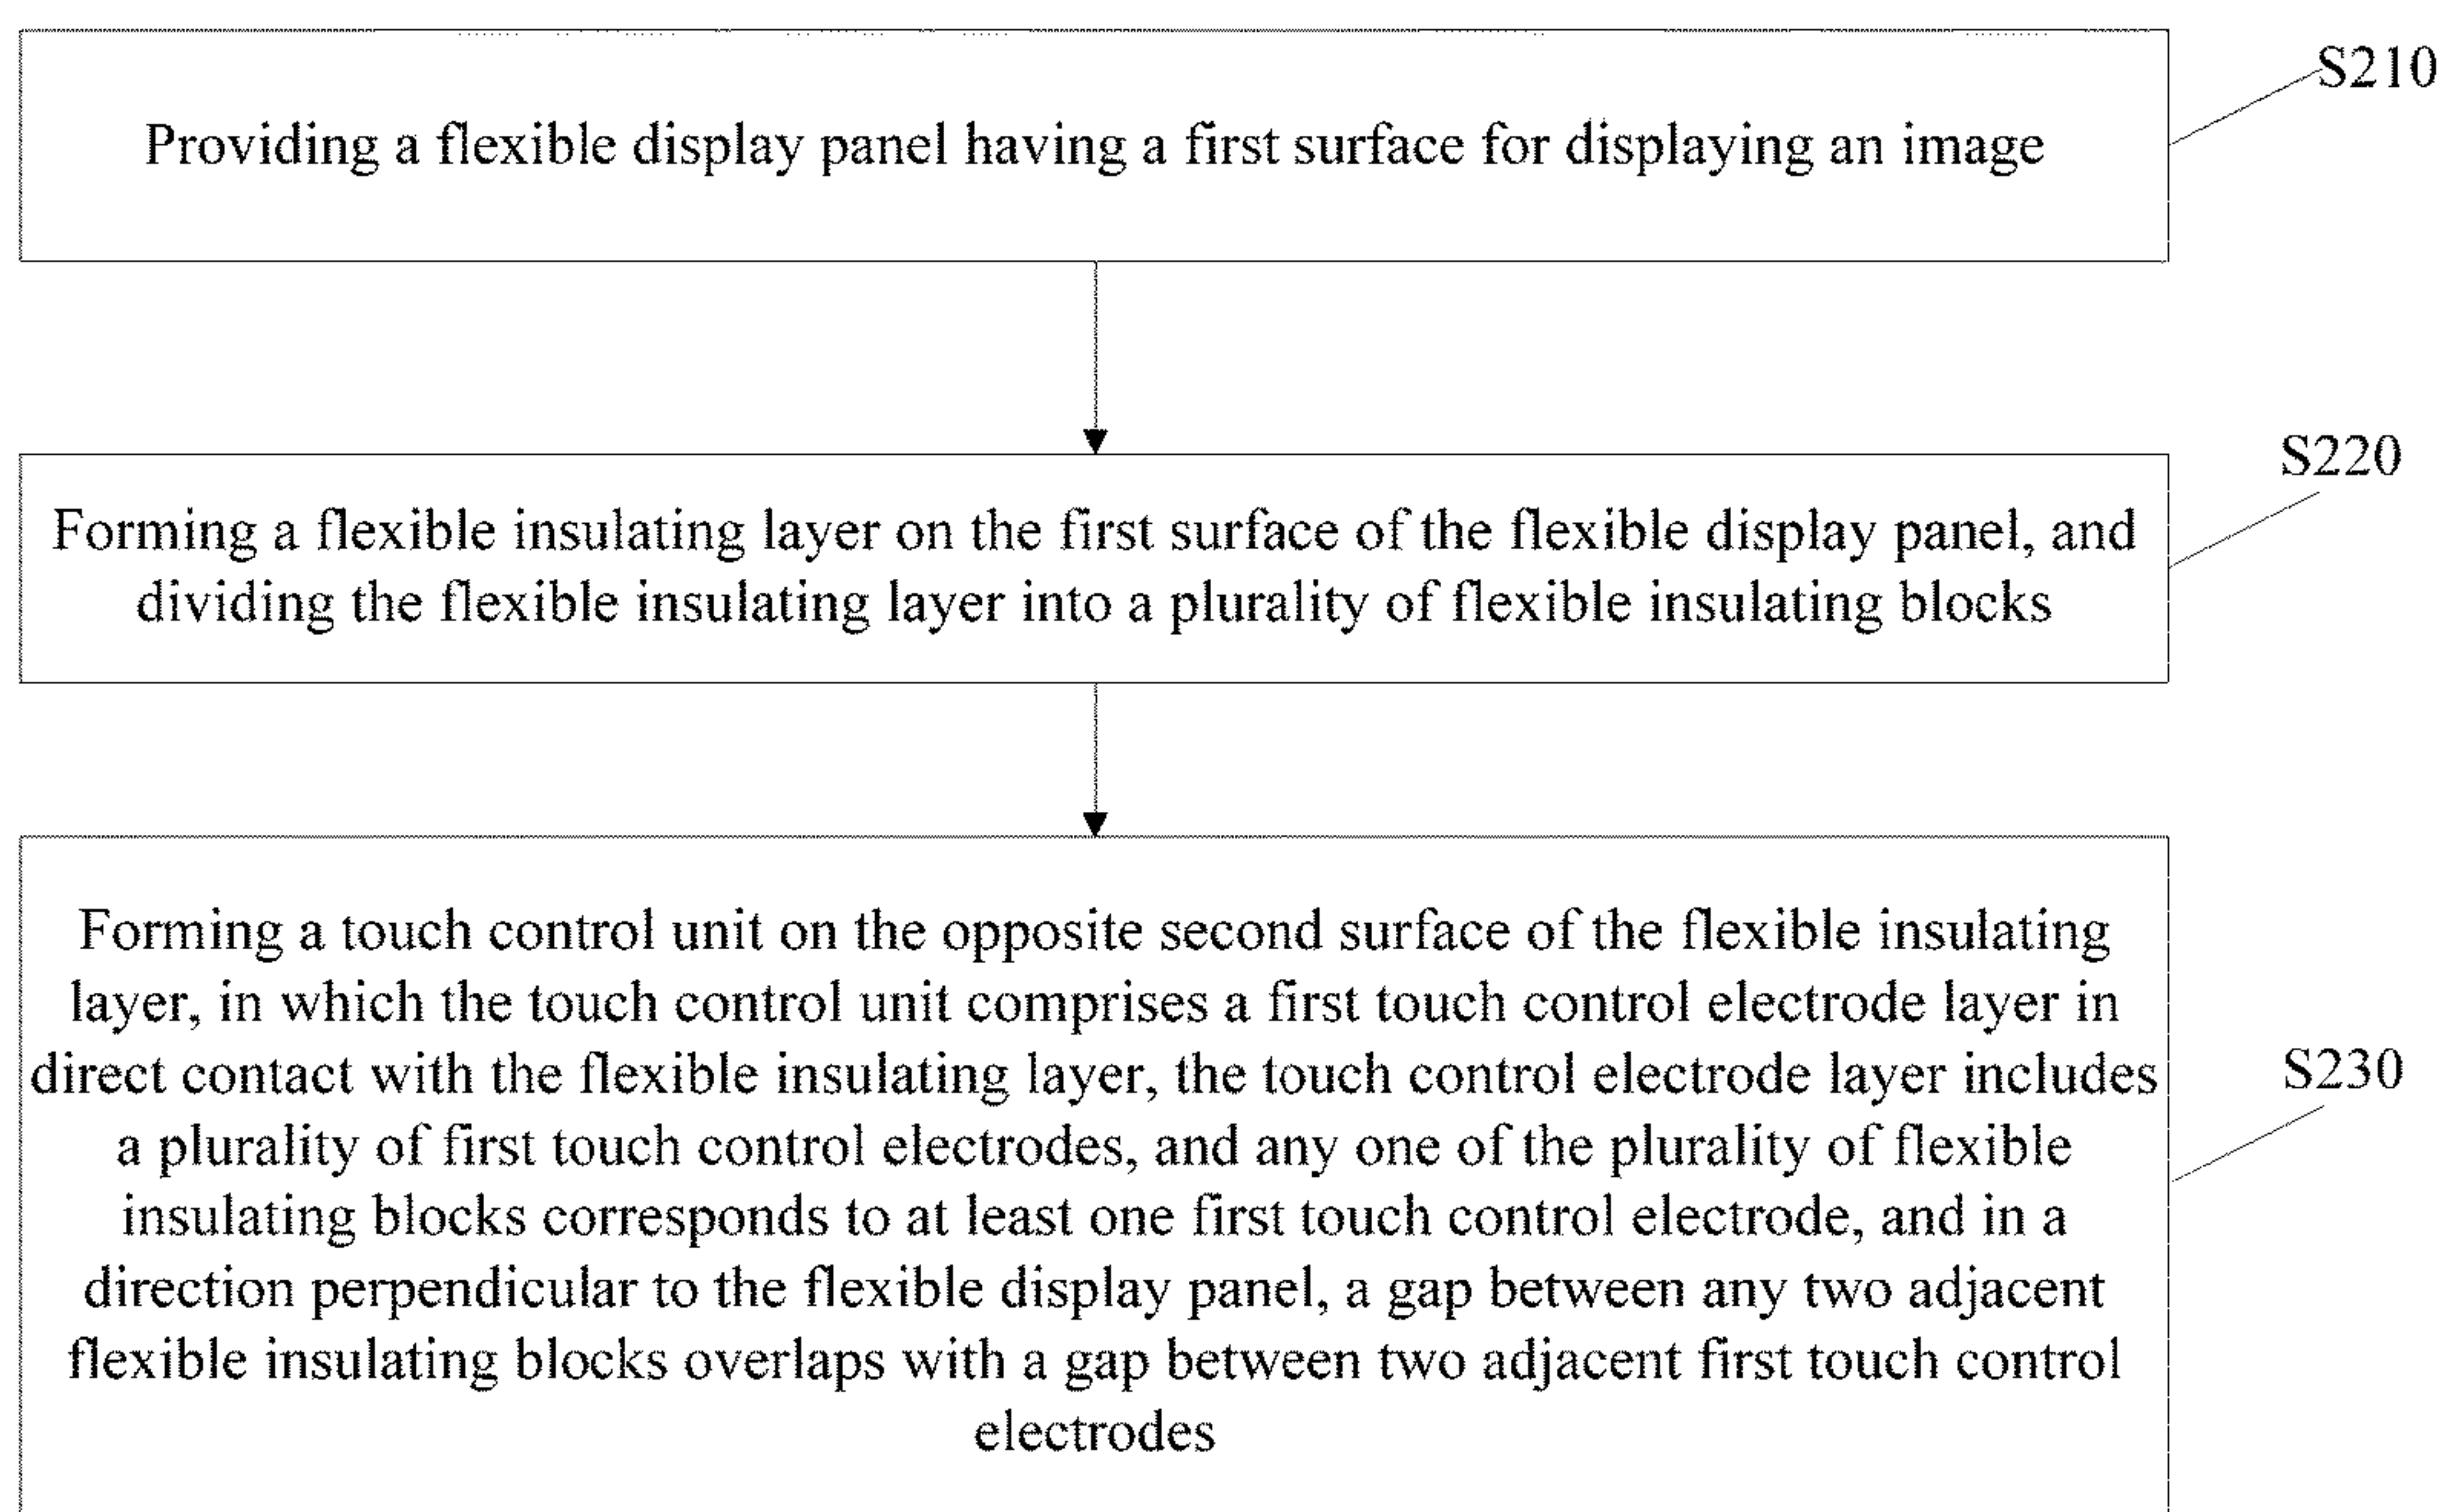 S210
Providing a flexible display panel having a first surface for displaying an image
S220
Forming a flexible insulating layer on the first surface of the flexible display panel, and
dividing the flexible insulating layer into a plurality of flexible insulating blocks
Forming a touch control unit on the opposite second surface of the flexible insulating
layer, in which the touch control unit comprises a first touch control electrode layer in
direct contact with the flexible insulating layer, the touch control electrode layer includes
S230
a plurality of first touch control electrodes, and any one of the plurality of flexible
insulating blocks corresponds to at least one first touch control electrode, and in a
direction perpendicular to the flexible display panel, a gap between any two adjacent
flexible insulating blocks overlaps with a gap between two adjacent first touch control
electrodes